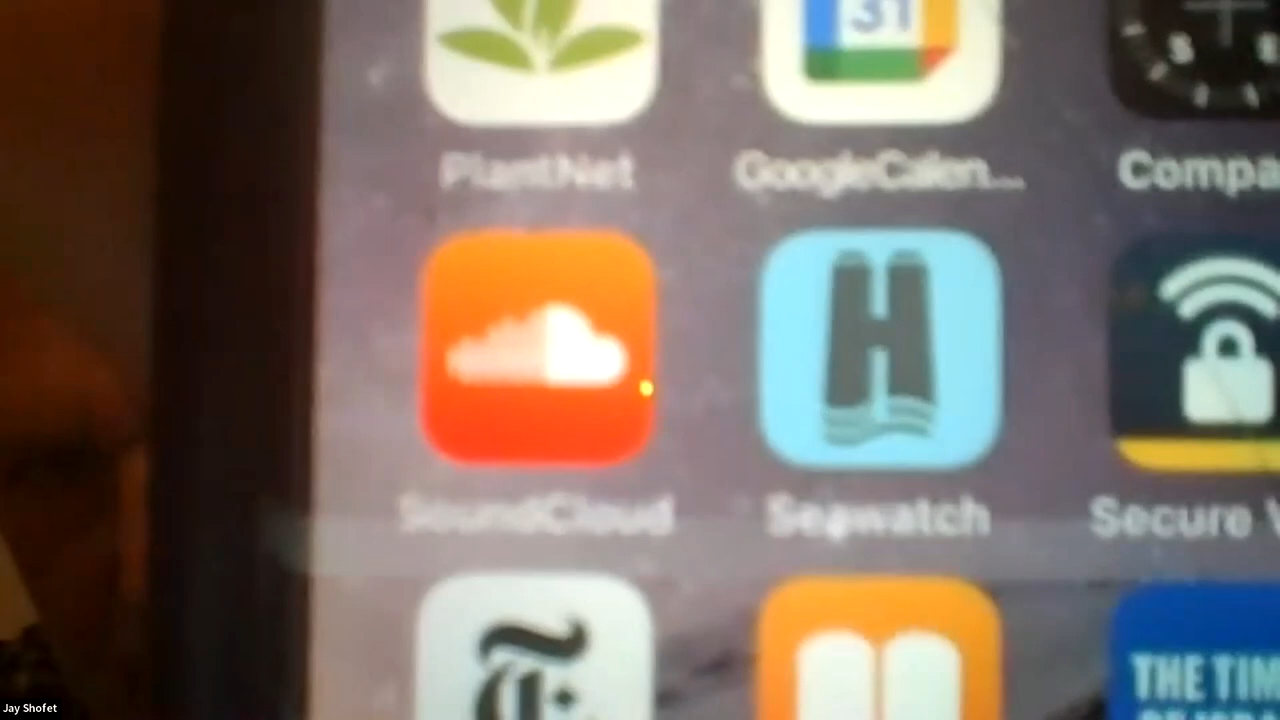 31
S
PlantNet
GoogleCalen...
Compa
H
SoundCloud
Seawatch
Secure
THE TIM
Jay Shofet